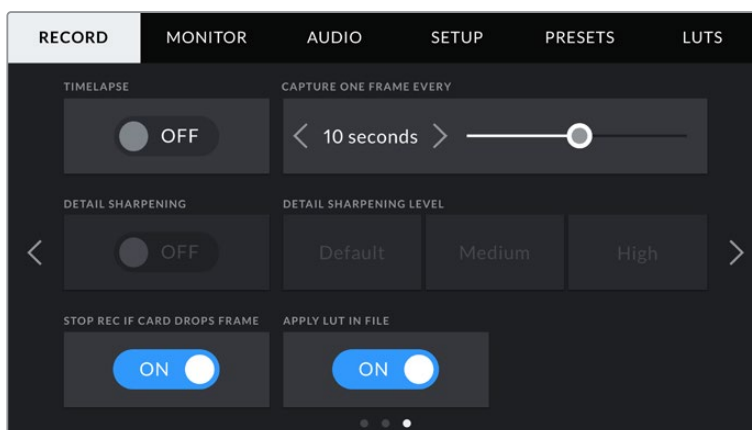 RECORD MONITOR AUDIO SETUP PRESETS LUTS
TIMELAPSE CAPTURE ONE FRAME EVERY
OFF 10 seconds
DETAIL SHARPENING DETAIL SHARPENING LEVEL
OFF Default Medium High
STOP REC IF CARD DROPS FRAME APPLY LUT IN FILE
ON ON